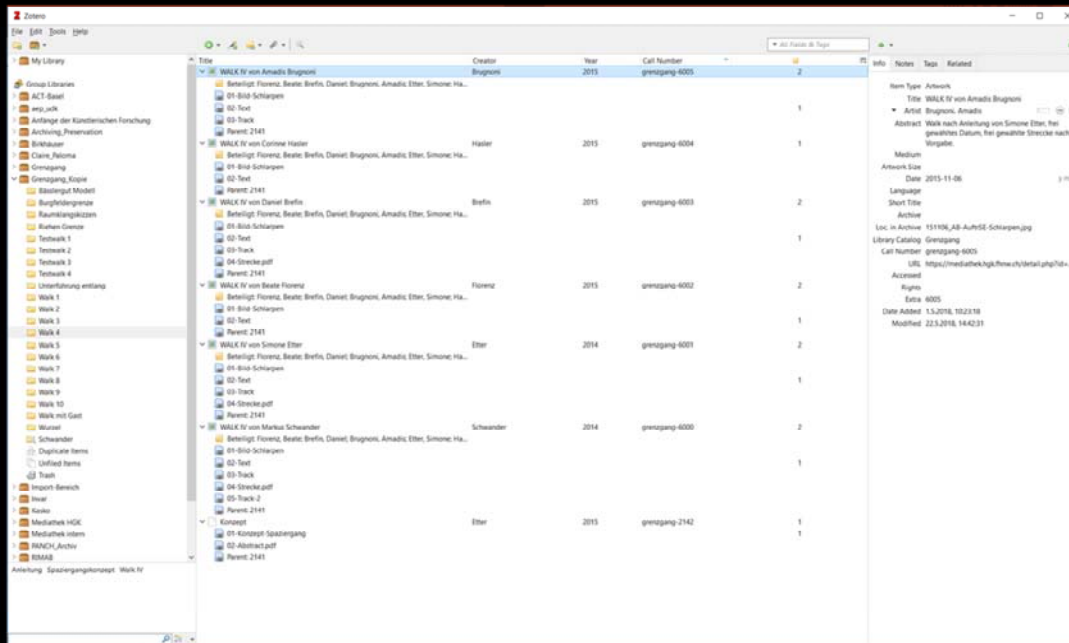 Zotero
File Edit Tools Help
All Fields & Tags
My Library
Group Libraries
ACT-Basel
aep_udk
Anfänge der Künstlerischen Forschung
Archiving_Preservation
Birkhäuser
Claire_Paloma
Grenzgang
Grenzgang_Kopie
Bässlergut Modell
Burgfeldergrenze
Raumklangskizzen
Riehen Grenze
Testwalk 1
Testwalk 2
Testwalk 3
Testwalk 4
Unterführung entlang
Walk 1
Walk 2
Walk 3
Walk 4
Walk 5
Walk 6
Walk 7
Walk 8
Walk 9
Walk 10
Walk mit Gast
Wurzel
Schwander
Duplicate Items
Unfiled Items
Trash
Import-Bereich
Inwar
Kasko
Mediathek HGK
Mediathek intern
PANCH_Archiv
RIMAB
Anleitung Spaziergangskonzept Walk IV
Title Creator Year Call Number
WALK IV von Amadis Brugnoni Brugnoni 2015 grenzgang-6005 2
Beteiligt: Florenz, Beate; Brefin, Daniel; Brugnoni, Amadis; Etter, Simone; Ha...
01-Bild-Schlarpen
02-Text 1
03-Track
Parent: 2141
WALK IV von Corinne Hasler Hasler 2015 grenzgang-6004 1
Beteiligt: Florenz, Beate; Brefin, Daniel; Brugnoni, Amadis; Etter, Simone; Ha...
01-Bild-Schlarpen
02-Text
Parent: 2141
WALK IV von Daniel Brefin Brefin 2015 grenzgang-6003 2
Beteiligt: Florenz, Beate; Brefin, Daniel; Brugnoni, Amadis; Etter, Simone; Ha...
01-Bild-Schlarpen
02-Text 1
03-Track
04-Strecke.pdf
Parent: 2141
WALK IV von Beate Florenz Florenz 2015 grenzgang-6002 2
Beteiligt: Florenz, Beate; Brefin, Daniel; Brugnoni, Amadis; Etter, Simone; Ha...
01-Bild-Schlarpen
02-Text 1
Parent: 2141
WALK IV von Simone Etter Etter 2014 grenzgang-6001 2
Beteiligt: Florenz, Beate; Brefin, Daniel; Brugnoni, Amadis; Etter, Simone; Ha...
01-Bild-Schlarpen
02-Text 1
03-Track
04-Strecke.pdf
Parent: 2141
WALK IV von Markus Schwander Schwander 2014 grenzgang-6000 2
Beteiligt: Florenz, Beate; Brefin, Daniel; Brugnoni, Amadis; Etter, Simone; Ha...
01-Bild-Schlarpen
02-Text 1
03-Track
04-Strecke.pdf
05-Track-2
Parent: 2141
Konzept Etter 2015 grenzgang-2142 1
01-Konzept-Spaziergang 1
02-Abstract.pdf
Parent: 2141
Info Notes Tags Related
Item Type Artwork
Title WALK IV von Amadis Brugnoni
Artist Brugnoni, Amadis
Abstract Walk nach Anleitung von Simone Etter, frei
gewähltes Datum, frei gewählte Strecke nach
Vorgabe.
Medium
Artwork Size
Date 2015-11-06
Language
Short Title
Archive
Loc. in Archive 151106_AB-AuftrSE-Schlarpen.jpg
Library Catalog Grenzgang
Call Number grenzgang-6005
URL https://mediathek.hgk.fhnw.ch/detail.php?id=
Accessed
Rights
Extra 6005
Date Added 1.5.2018, 10:23:18
Modified 22.5.2018, 14:42:31